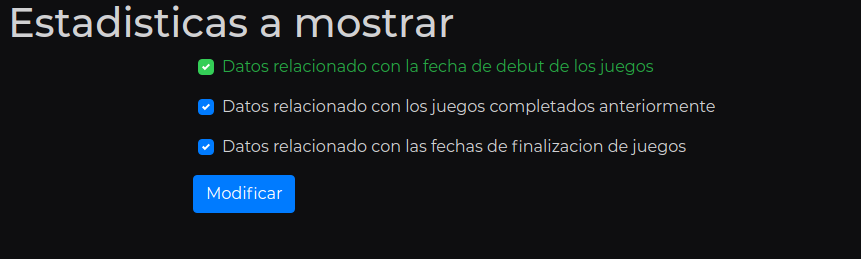 Estadisticas a mostrar
Datos relacionado con la fecha de debut de los juegos
Datos relacionado con los juegos completados anteriormente
Datos relacionado con las fechas de finalizacion de juegos
Modificar